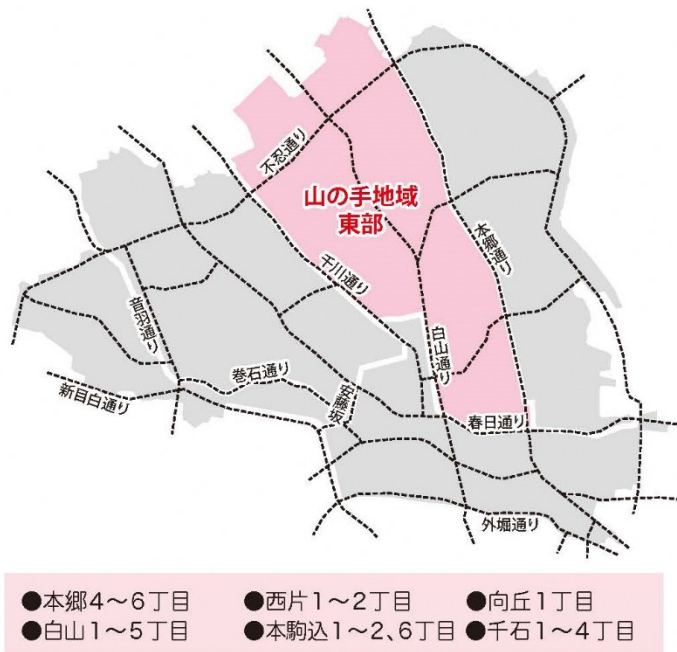 不忍通り
山の手地域
東部
本郷通り
千川通り
音羽通り
白山通り
巻石通り
新目白通り
安藤坂
春日通り
外堀通り
●本郷4～6丁目 ●西片1～2丁目 ●向丘1丁目
●白山1～5丁目 ●本駒込1～2、6丁目 ●千石1～4丁目